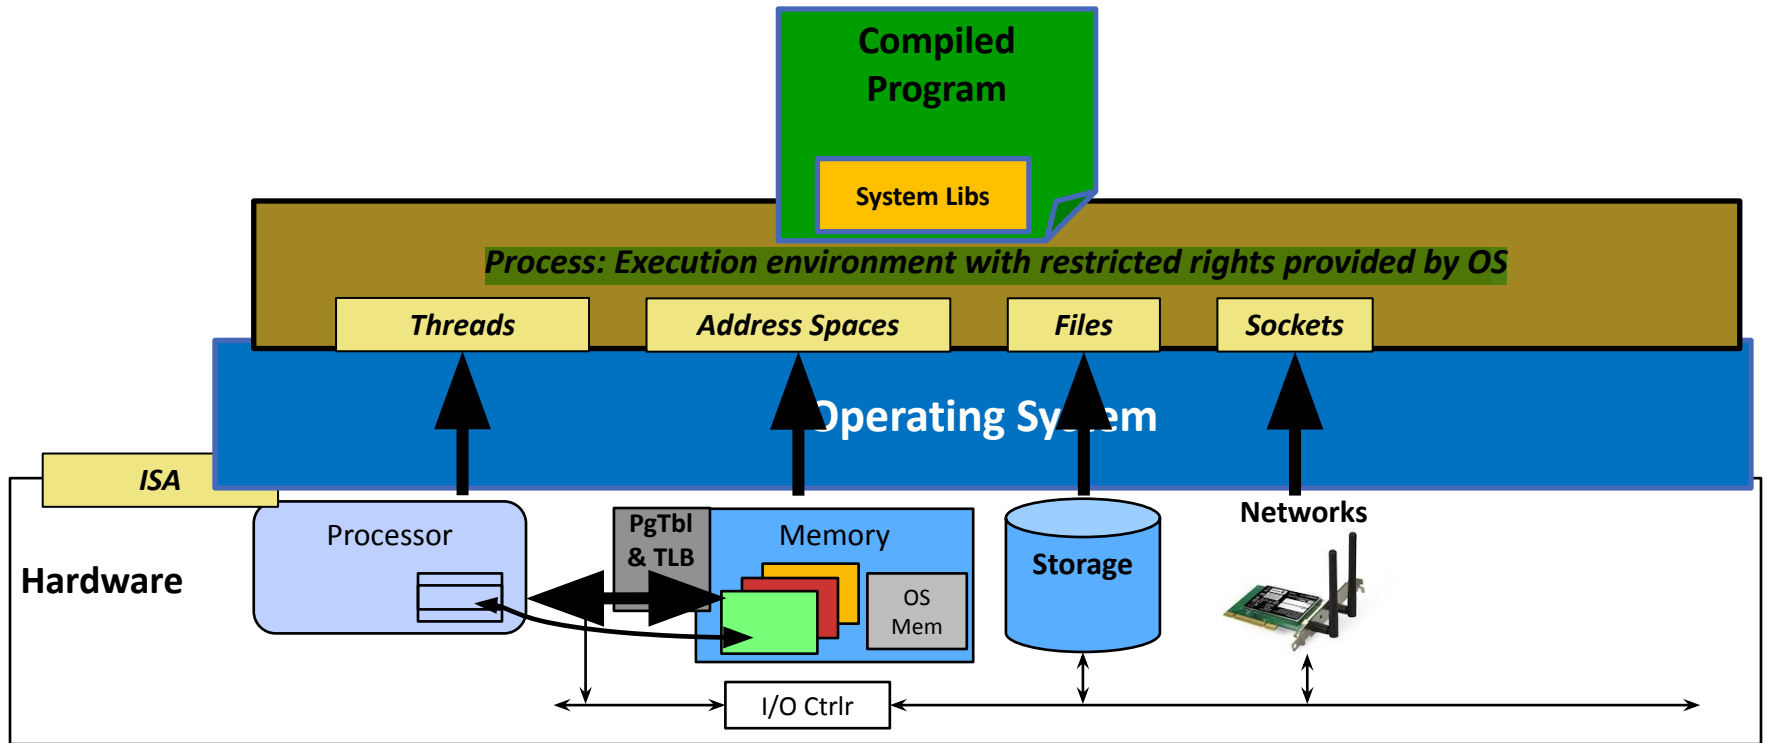 Compiled
Program
System Libs
Process: Execution environment with restricted rights provided by OS
Threads
Address Spaces
Files
Sockets
Operating System
ISA
Hardware
Processor
PgTbl
& TLB
Memory
OS
Mem
Storage
Networks
I/O Ctrlr